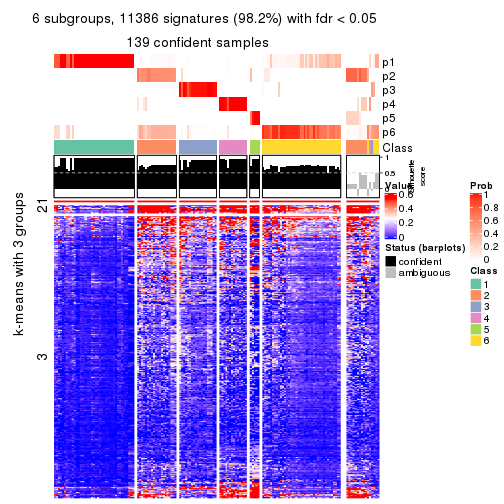 6 subgroups, 11386 signatures (98.2%) with fdr < 0.05
139 confident samples
p1
p2
p3
p4
p5
p6
Class
1
0.5
0
silhouette
score
k-means with 3 groups
21
3
Value
0.6
0.4
0.2
0
Status (barplots)
confident
ambiguous
Prob
1
0.8
0.6
0.4
0.2
0
Class
1
2
3
4
5
6